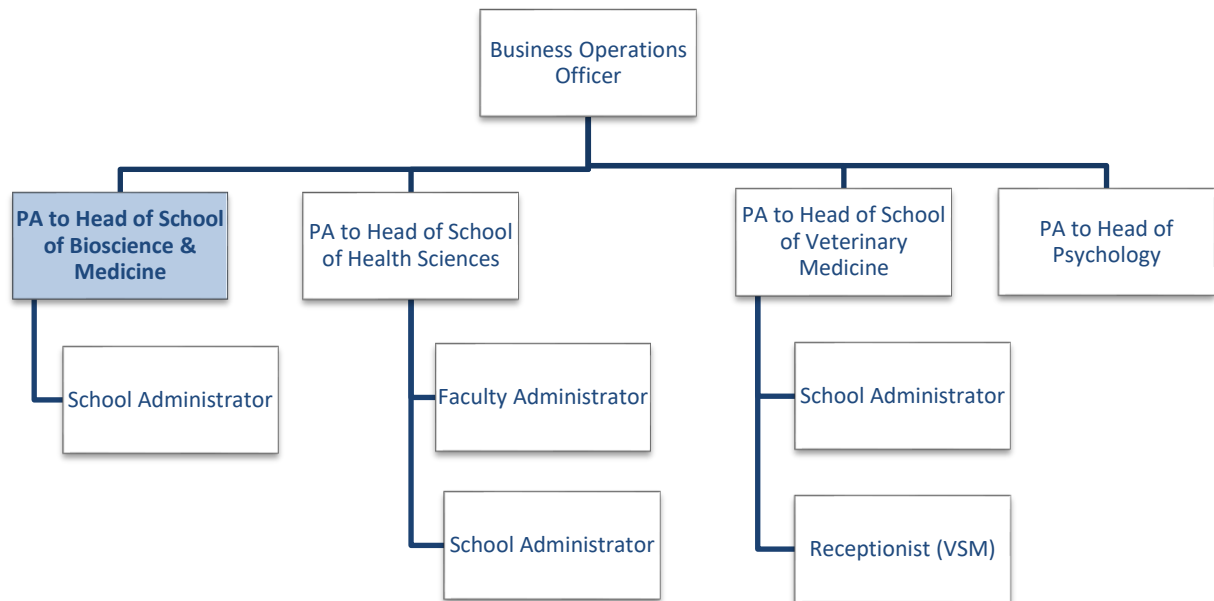 Business Operations
Officer
PA to Head of School
of Bioscience &
Medicine
PA to Head of School
of Health Sciences
PA to Head of School
of Veterinary
Medicine
PA to Head of
Psychology
School Administrator
Faculty Administrator
School Administrator
School Administrator
Receptionist (VSM)